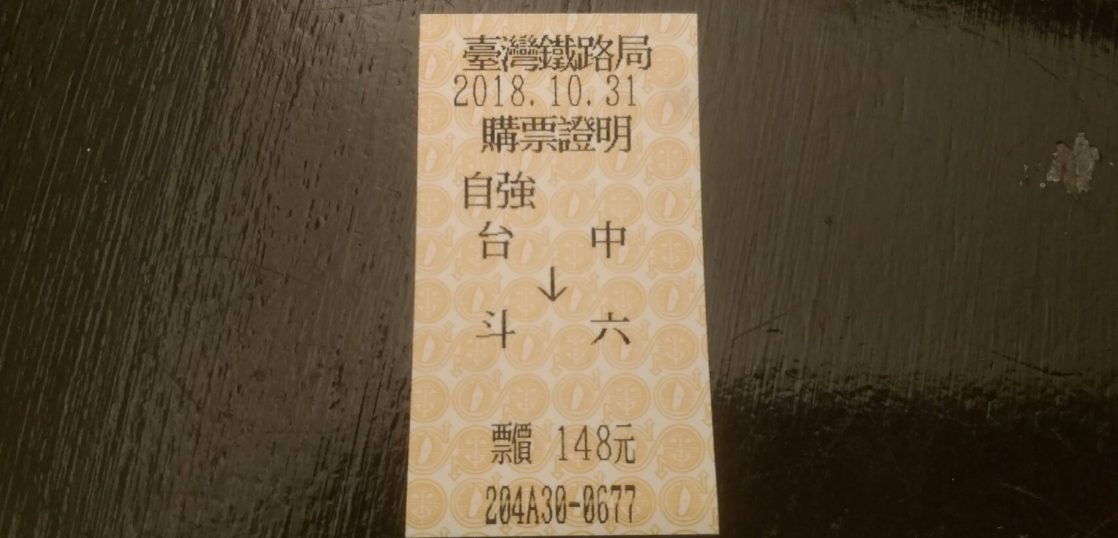 臺灣鐵路局
2018.10.31
購票證明
自強
台 中
↓
斗 六
票價 148元
204A30-0677